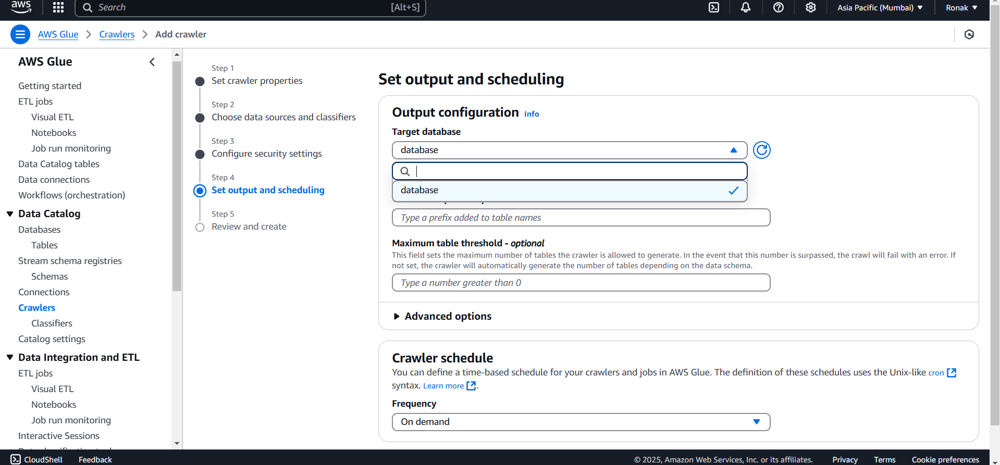 aws
Search
[Alt+S]
Asia Pacific (Mumbai)
Ronak
AWS Glue
Crawlers
Add crawler
AWS Glue
Getting started
ETL jobs
Visual ETL
Notebooks
Job run monitoring
Data Catalog tables
Data connections
Workflows (orchestration)
Data Catalog
Databases
Tables
Stream schema registries
Schemas
Connections
Crawlers
Classifiers
Catalog settings
Data Integration and ETL
ETL jobs
Visual ETL
Notebooks
Job run monitoring
Interactive Sessions
Step 1
Set crawler properties
Step 2
Choose data sources and classifiers
Step 3
Configure security settings
Step 4
Set output and scheduling
Step 5
Review and create
Set output and scheduling
Output configuration Info
Target database
database
database
Type a prefix added to table names
Maximum table threshold - optional
This field sets the maximum number of tables the crawler is allowed to generate. In the event that this number is surpassed, the crawl will fail with an error. If
not set, the crawler will automatically generate the number of tables depending on the data schema.
Type a number greater than 0
Advanced options
Crawler schedule
You can define a time-based schedule for your crawlers and jobs in AWS Glue. The definition of these schedules uses the Unix-like cron
syntax. Learn more.
Frequency
On demand
CloudShell
Feedback
© 2025, Amazon Web Services, Inc. or its affiliates.
Privacy
Terms
Cookie preferences